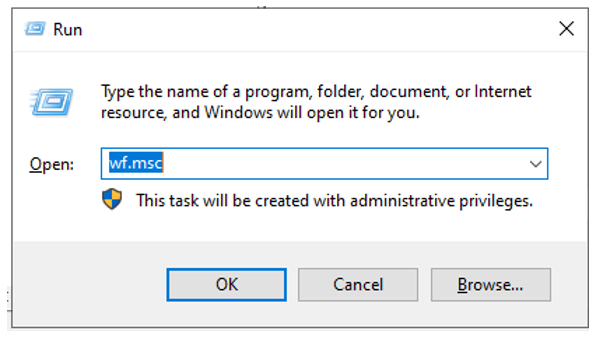 Run
Type the name of a program, folder, document, or Internet
resource, and Windows will open it for you.
Open:
wf.msc
This task will be created with administrative privileges.
OK
Cancel
Browse...